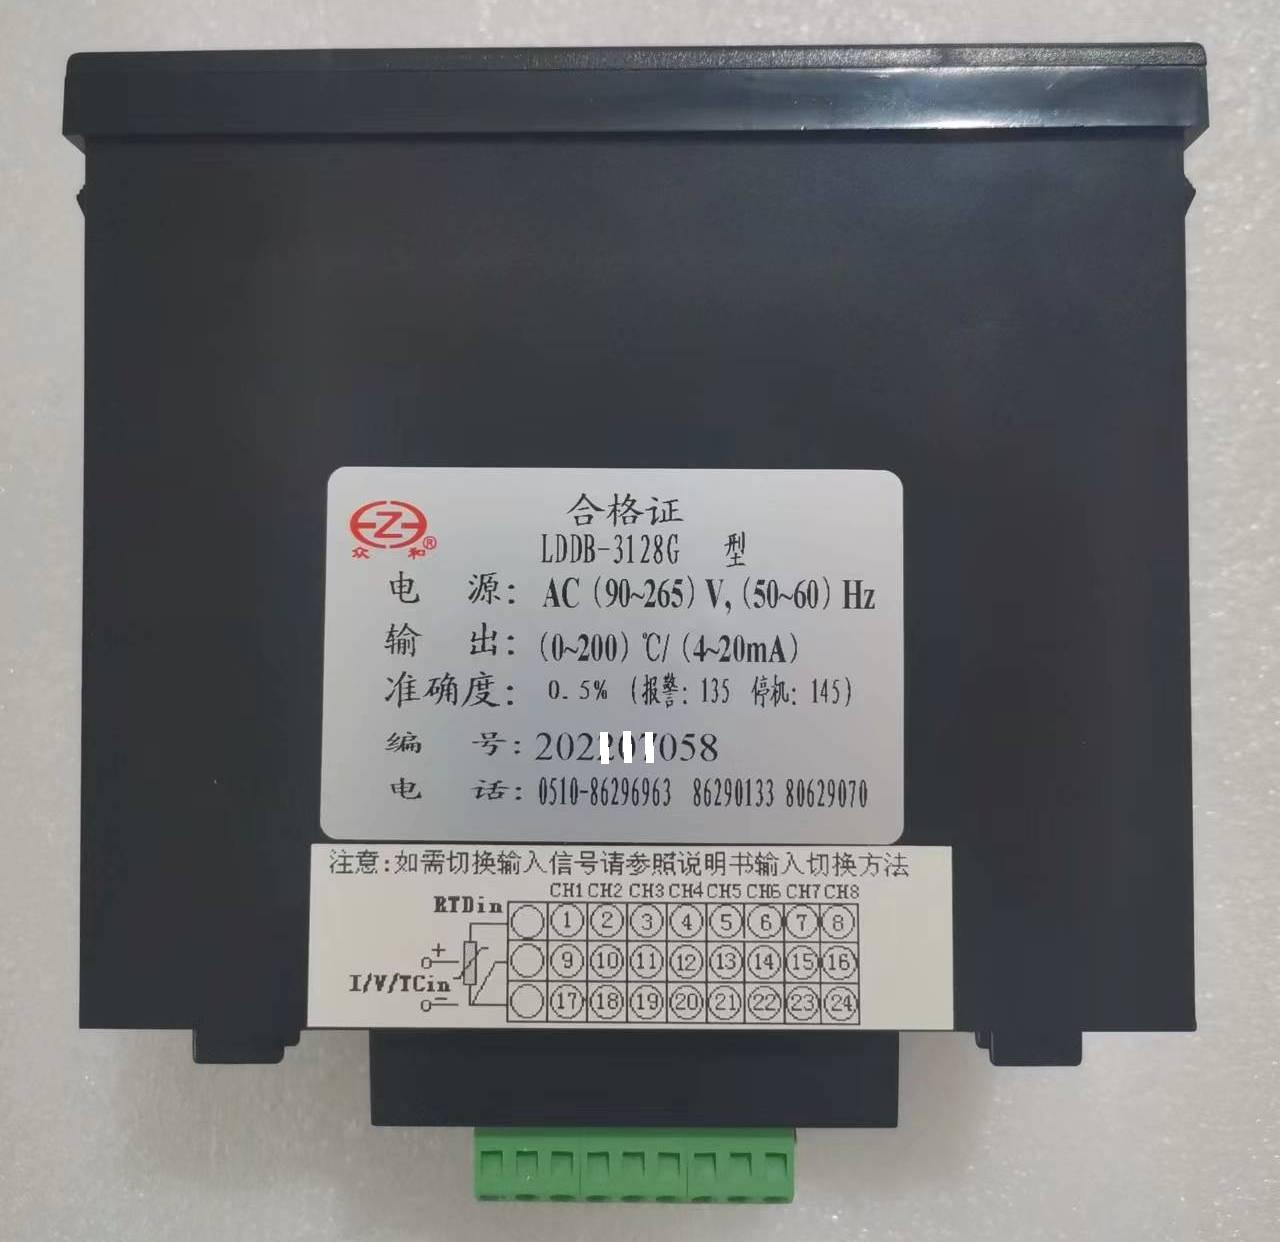 众 和®
合格证
LDDB-3128G 型
电 源: AC (90~265) V, (50~60) Hz
输 出: (0~200) ℃/ (4~20mA)
准确度: 0.5% (报警: 135 停机: 145)
编 号:
电 话: 0510-86296963 86290133 80629070
注意:如需切换输入信号请参照说明书输入切换方法
CH1 CH2 CH3 CH4 CH5 CH6 CH7 CH8
RTDin 1 2 3 4 5 6 7 8
+ 9 10 11 12 13 14 15 16
I/V/TCin
- 17 18 19 20 21 22 23 24